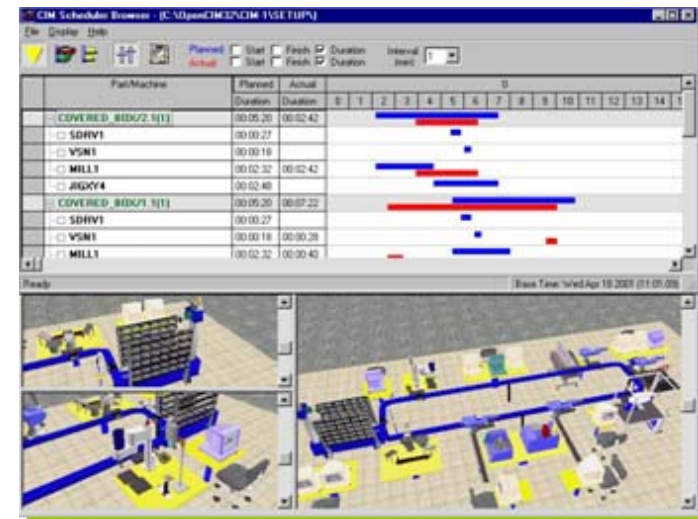 CIM Scheduler Browser - (C:\OpenCIM32\CIM-1\SETUP\)
File Display Help
Planned Start Finish Duration Interval
Actual Start Finish Duration (min) 1
Part/Machine Planned Actual 0
Duration Duration 0 1 2 3 4 5 6 7 8 9 10 11 12 13 14 1
COVERED_BOX/2.1(1) 00:05:20 00:02:42
SDRV1 00:00:27
VSN1 00:00:18
MILL1 00:02:32 00:02:42
JIGXY4 00:02:40
COVERED_BOX/1.1(1) 00:05:20 00:07:22
SDRV1 00:00:27
VSN1 00:00:18 00:00:28
MILL1 00:02:32 00:00:40
Ready Base Time: Wed Apr 18 2001 (11:01:09)